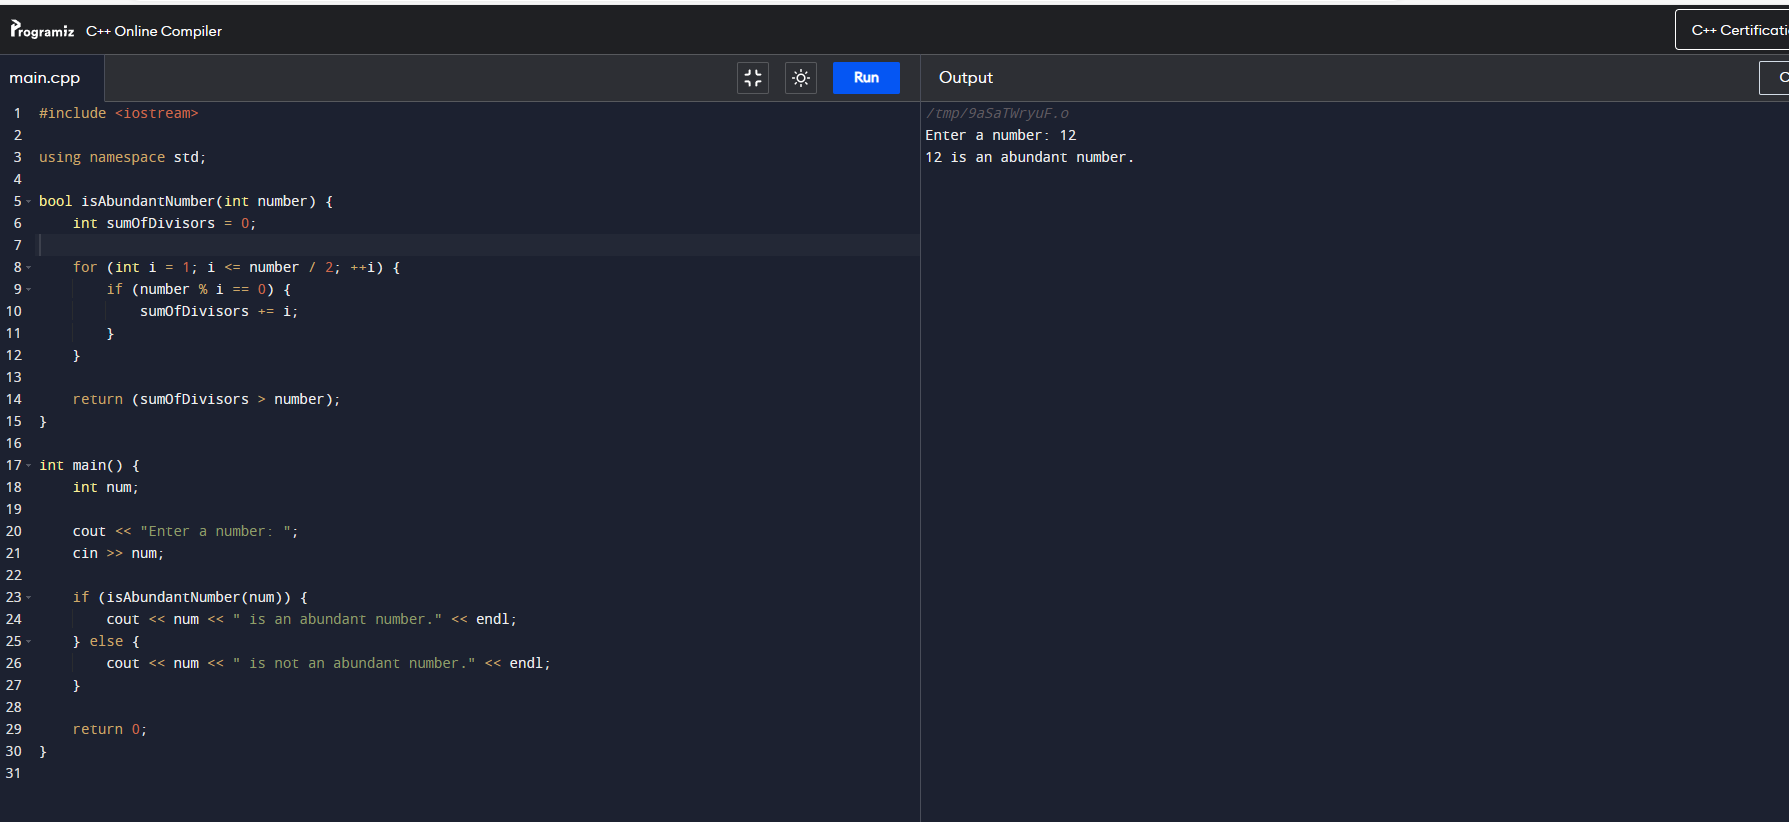 Programiz C++ Online Compiler
C++ Certificati
main.cpp
Run
Output
C
1 #include <iostream>
2
3 using namespace std;
4
5 bool isAbundantNumber(int number) {
6     int sumOfDivisors = 0;
7
8     for (int i = 1; i <= number / 2; ++i) {
9         if (number % i == 0) {
10             sumOfDivisors += i;
11         }
12     }
13
14     return (sumOfDivisors > number);
15 }
16
17 int main() {
18     int num;
19
20     cout << "Enter a number: ";
21     cin >> num;
22
23     if (isAbundantNumber(num)) {
24         cout << num << " is an abundant number." << endl;
25     } else {
26         cout << num << " is not an abundant number." << endl;
27     }
28
29     return 0;
30 }
31
/tmp/9aSaTWryuF.o
Enter a number: 12
12 is an abundant number.